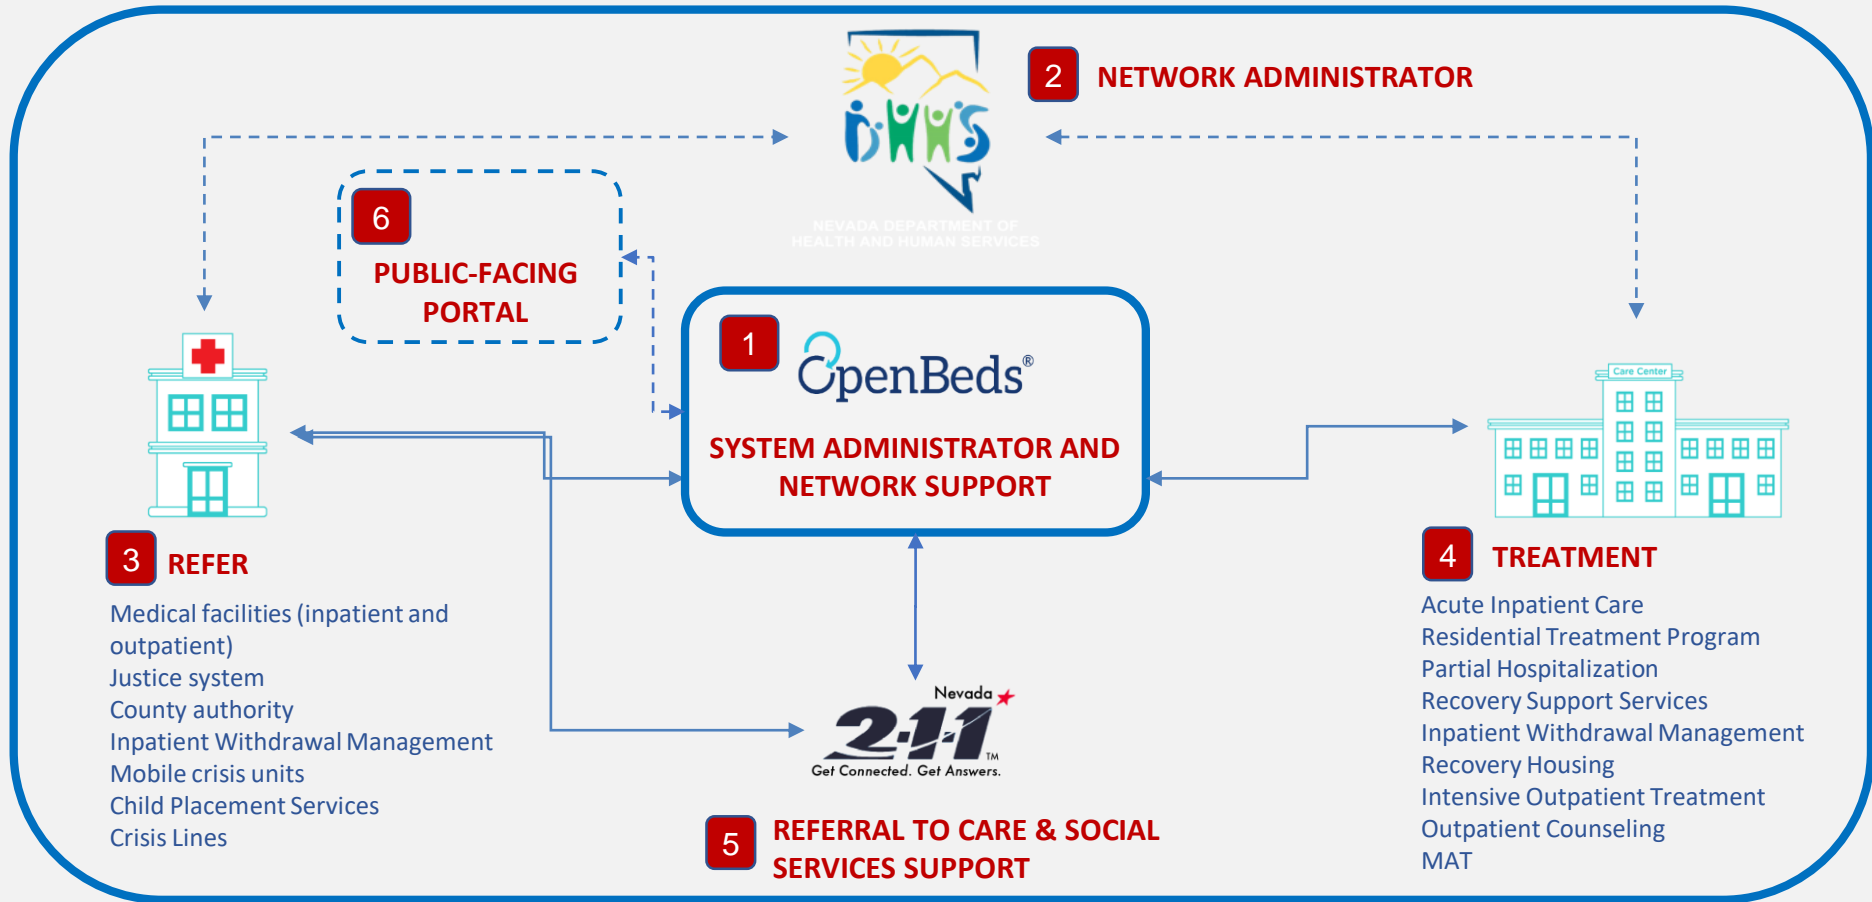 2
NETWORK ADMINISTRATOR
DHHS
NEVADA DEPARTMENT OF
HEALTH AND HUMAN SERVICES
6
PUBLIC-FACING
PORTAL
1
OpenBeds®
SYSTEM ADMINISTRATOR AND
NETWORK SUPPORT
Care Center
3
REFER
Medical facilities (inpatient and
outpatient)
Justice system
County authority
Inpatient Withdrawal Management
Mobile crisis units
Child Placement Services
Crisis Lines
4
TREATMENT
Acute Inpatient Care
Residential Treatment Program
Partial Hospitalization
Recovery Support Services
Inpatient Withdrawal Management
Recovery Housing
Intensive Outpatient Treatment
Outpatient Counseling
MAT
Nevada
2-1-1™
Get Connected. Get Answers.
5
REFERRAL TO CARE & SOCIAL
SERVICES SUPPORT